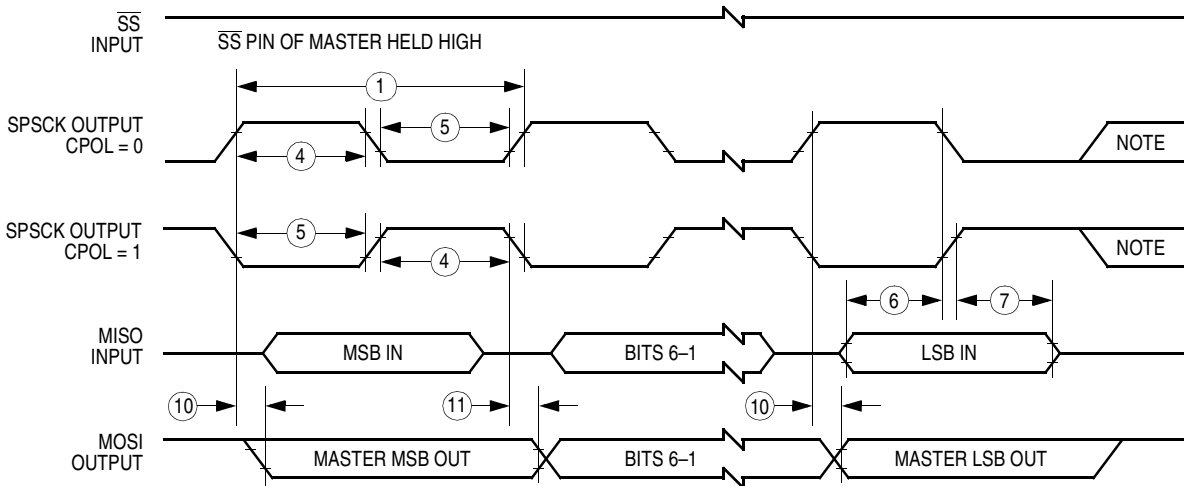 SS
INPUT
SS PIN OF MASTER HELD HIGH
1
SPSCK OUTPUT
CPOL = 0
5
4
NOTE
SPSCK OUTPUT
CPOL = 1
5
4
NOTE
6
7
MISO
INPUT
MSB IN
BITS 6–1
LSB IN
10
11
10
MOSI
OUTPUT
MASTER MSB OUT
BITS 6–1
MASTER LSB OUT